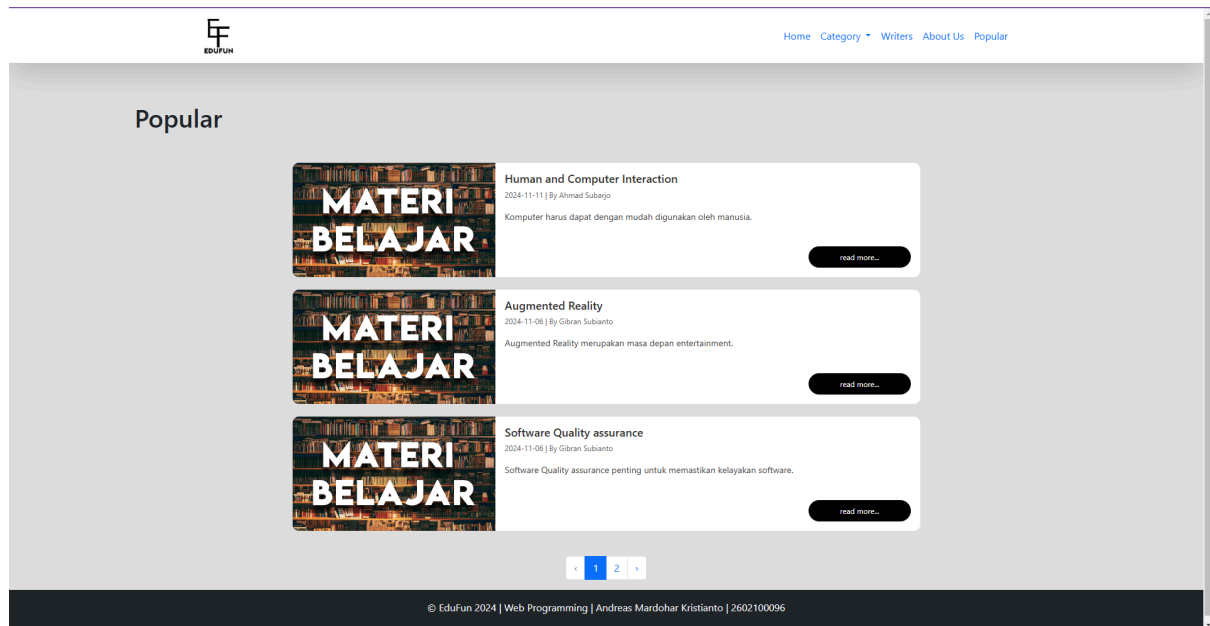 EF
EDUFUN
Home Category Writers About Us Popular
Popular
MATERI
BELAJAR
Human and Computer Interaction
2024-11-11 | By Ahmad Subarjo
Komputer harus dapat dengan mudah digunakan oleh manusia.
read more...
MATERI
BELAJAR
Augmented Reality
2024-11-06 | By Gibran Subianto
Augmented Reality merupakan masa depan entertainment.
read more...
MATERI
BELAJAR
Software Quality assurance
2024-11-06 | By Gibran Subianto
Software Quality assurance penting untuk memastikan kelayakan software.
read more...
‹ 1 2 ›
© EduFun 2024 | Web Programming | Andreas Mardohar Kristianto | 2602100096